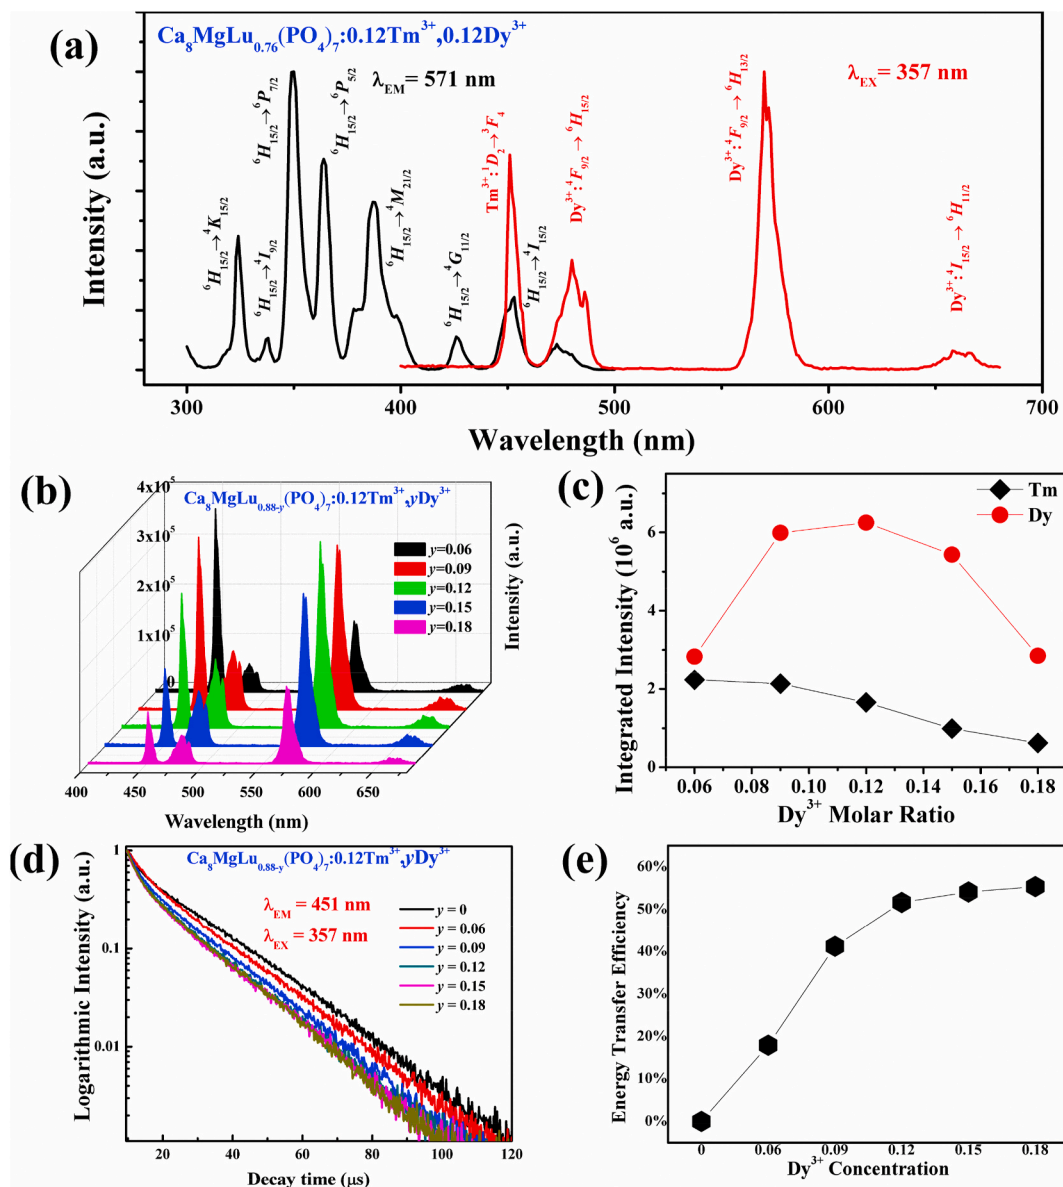 (a)
Ca₈MgLu₀.₇₆(PO₄)₇:0.12Tm³⁺,0.12Dy³⁺
λEM = 571 nm
λEX = 357 nm
⁶H₁₅/₂→⁴K₁₅/₂
⁶H₁₅/₂→⁴I₉/₂
⁶H₁₅/₂→⁶P₇/₂
⁶H₁₅/₂→⁶P₅/₂
⁶H₁₅/₂→⁴M₂₁/₂
⁶H₁₅/₂→⁴G₁₁/₂
Tm³⁺:¹D₂→³F₄
⁶H₁₅/₂→⁴I₁₅/₂
Dy³⁺:⁴F₉/₂→⁶H₁₅/₂
Dy³⁺:⁴F₉/₂→⁶H₁₃/₂
Dy³⁺:⁴I₁₅/₂→⁶H₁₁/₂
Intensity (a.u.)
300 400 500 600 700
Wavelength (nm)
(b)
Ca₈MgLu₀.₈₈₋y(PO₄)₇:0.12Tm³⁺,yDy³⁺
4x10⁵
3x10⁵
2x10⁵
1x10⁵
0
Intensity (a.u.)
y=0.06
y=0.09
y=0.12
y=0.15
y=0.18
400 450 500 550 600 650
Wavelength (nm)
(c)
Tm
Dy
Integrated Intensity (10⁶ a.u.)
6
4
2
0
0.06 0.08 0.10 0.12 0.14 0.16 0.18
Dy³⁺ Molar Ratio
(d)
Ca₈MgLu₀.₈₈₋y(PO₄)₇:0.12Tm³⁺,yDy³⁺
λEM = 451 nm
λEX = 357 nm
y = 0
y = 0.06
y = 0.09
y = 0.12
y = 0.15
y = 0.18
Logarithmic Intensity (a.u.)
1
0.1
0.01
20 40 60 80 100 120
Decay time (μs)
(e)
Energy Transfer Efficiency
60%
50%
40%
30%
20%
10%
0%
0 0.06 0.09 0.12 0.15 0.18
Dy³⁺ Concentration